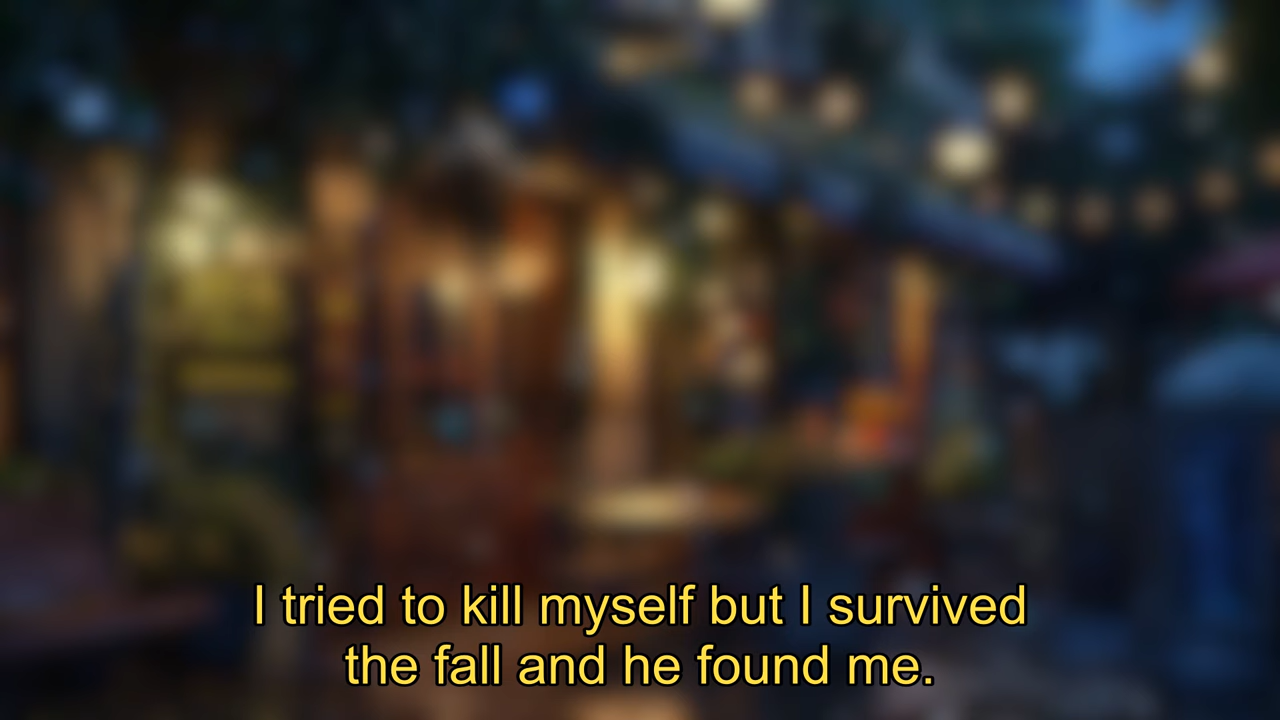 I tried to kill myself but I survived
the fall and he found me.